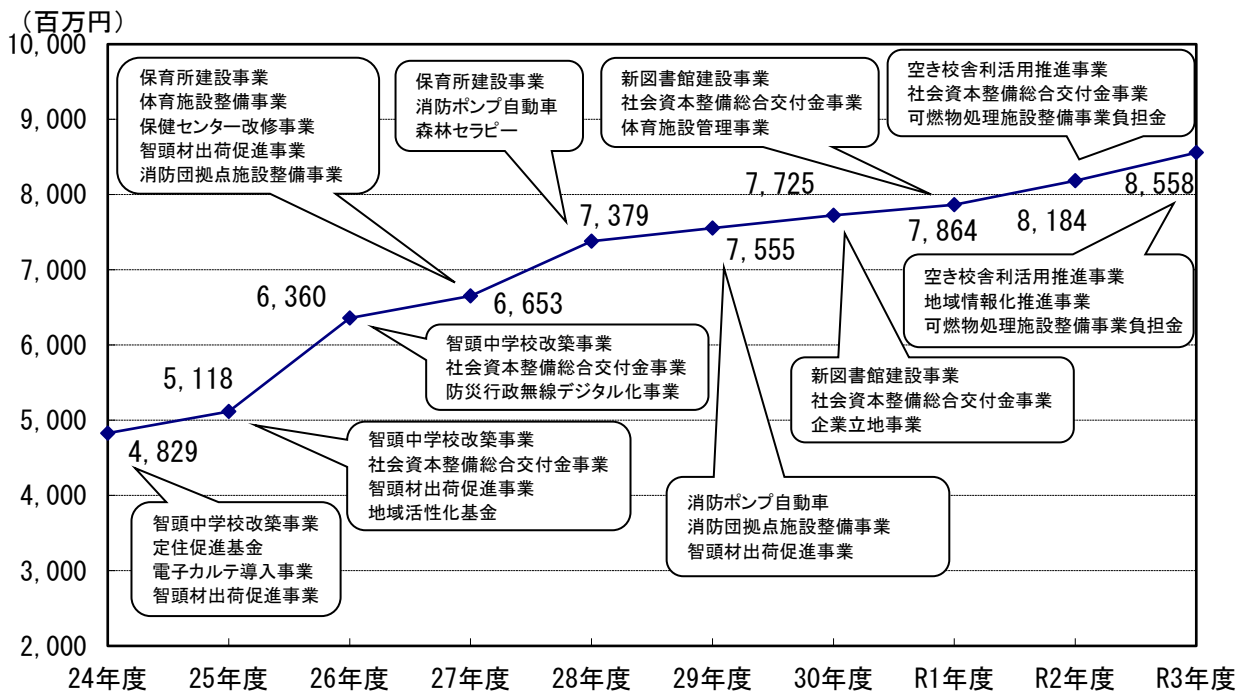 (百万円)
10,000
9,000
8,000
7,000
6,000
5,000
4,000
3,000
2,000
24年度
25年度
26年度
27年度
28年度
29年度
30年度
R1年度
R2年度
R3年度
4,829
5,118
6,360
6,653
7,379
7,555
7,725
7,864
8,184
8,558
智頭中学校改築事業
定住促進基金
電子カルテ導入事業
智頭材出荷促進事業
智頭中学校改築事業
社会資本整備総合交付金事業
智頭材出荷促進事業
地域活性化基金
智頭中学校改築事業
社会資本整備総合交付金事業
防災行政無線デジタル化事業
保育所建設事業
体育施設整備事業
保健センター改修事業
智頭材出荷促進事業
消防団拠点施設整備事業
保育所建設事業
消防ポンプ自動車
森林セラピー
消防ポンプ自動車
消防団拠点施設整備事業
智頭材出荷促進事業
新図書館建設事業
社会資本整備総合交付金事業
企業立地事業
新図書館建設事業
社会資本整備総合交付金事業
体育施設管理事業
空き校舎利活用推進事業
社会資本整備総合交付金事業
可燃物処理施設整備事業負担金
空き校舎利活用推進事業
地域情報化推進事業
可燃物処理施設整備事業負担金